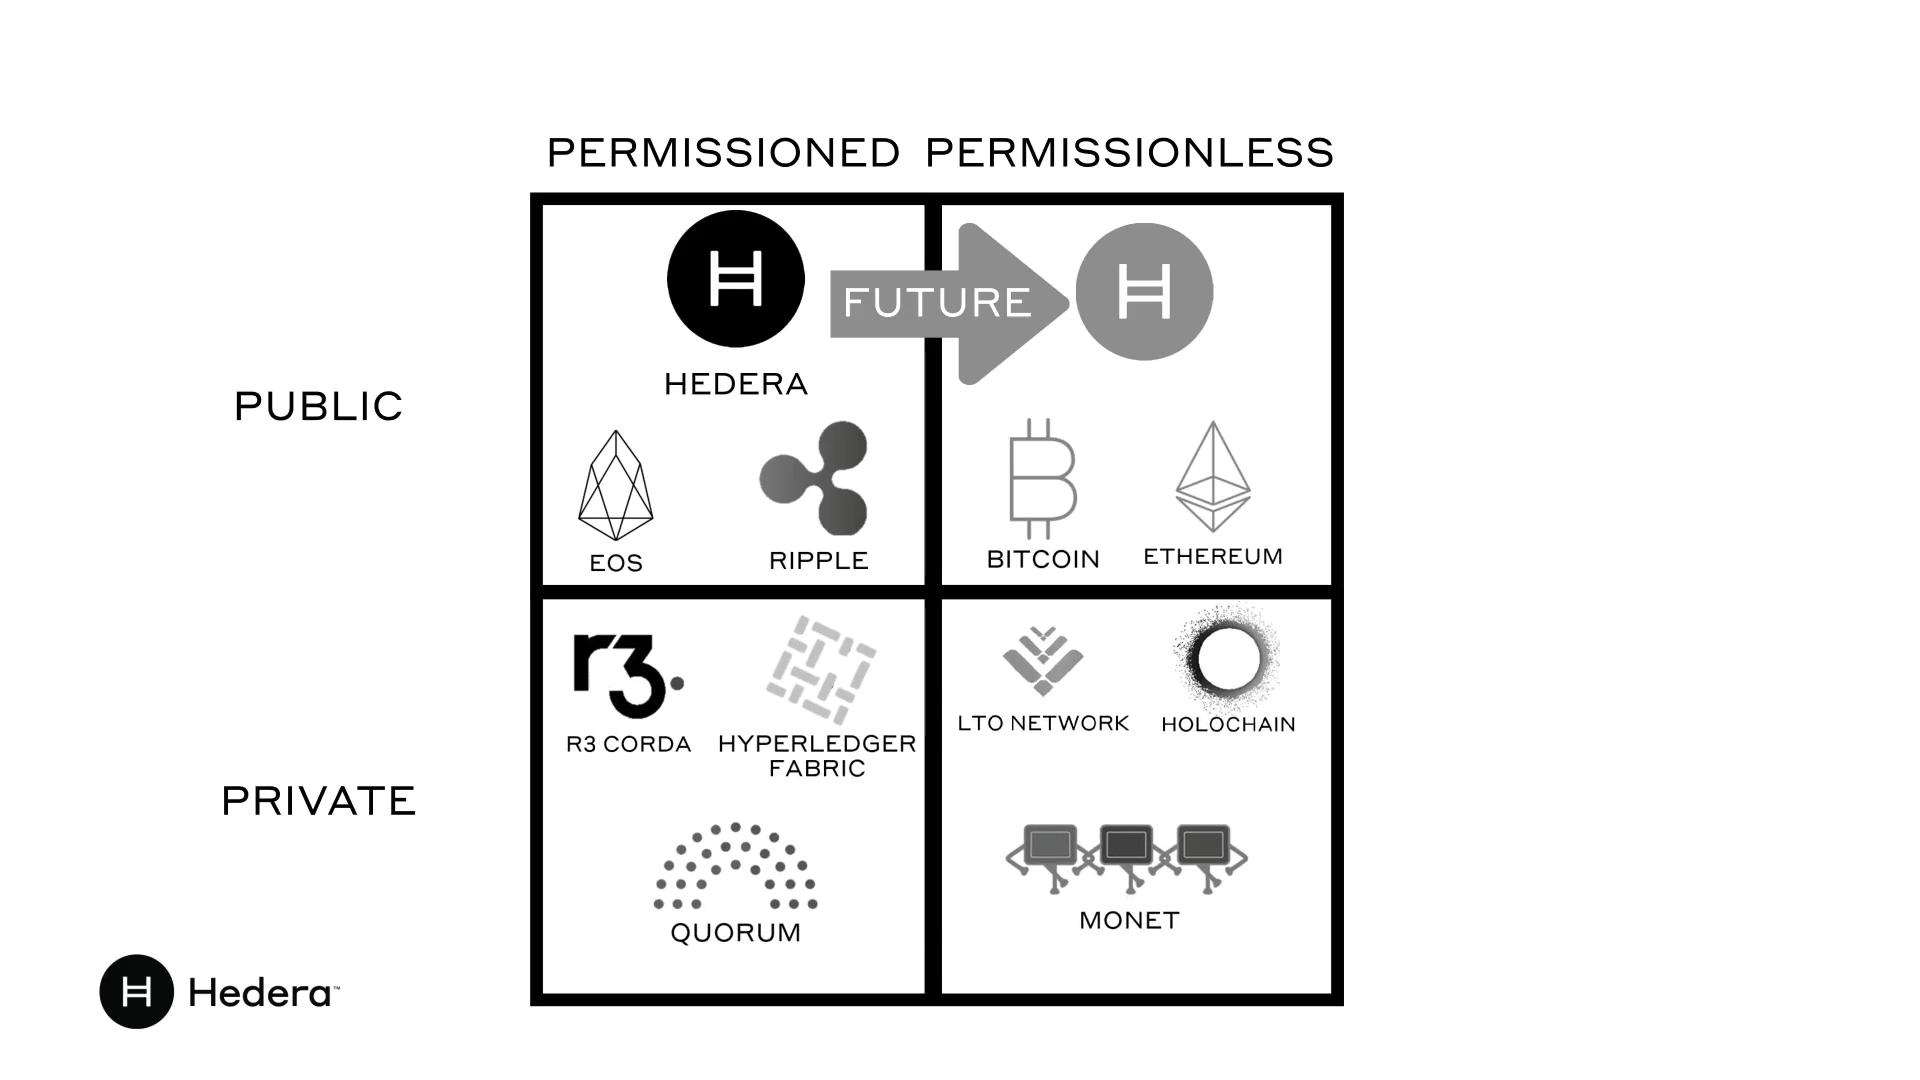 PERMISSIONED PERMISSIONLESS
PUBLIC
H
FUTURE
H
HEDERA
EOS
RIPPLE
BITCOIN
ETHEREUM
PRIVATE
r3.
R3 CORDA
HYPERLEDGER
FABRIC
LTO NETWORK
HOLOCHAIN
QUORUM
MONET
H Hedera™